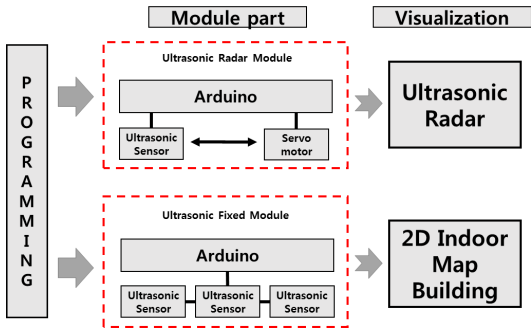 Module part
Visualization
PROGRAMMING
Ultrasonic Radar Module
Arduino
Ultrasonic
Sensor
Servo
motor
Ultrasonic
Radar
Ultrasonic Fixed Module
Arduino
Ultrasonic
Sensor
Ultrasonic
Sensor
Ultrasonic
Sensor
2D Indoor
Map
Building